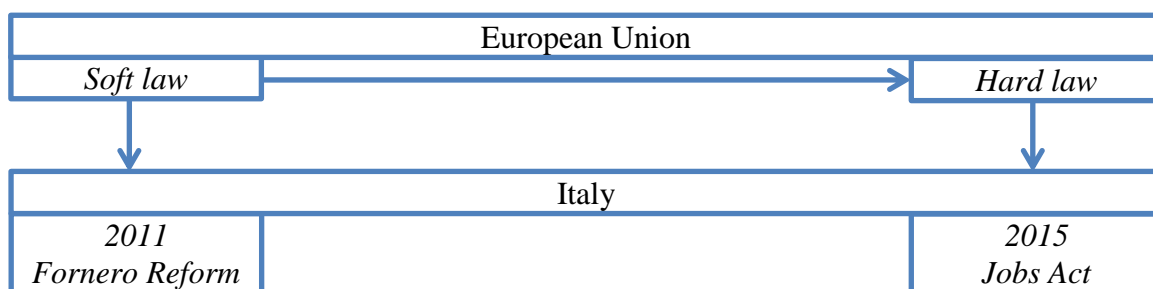 European Union
Soft law
Hard law
Italy
2011
Fornero Reform
2015
Jobs Act